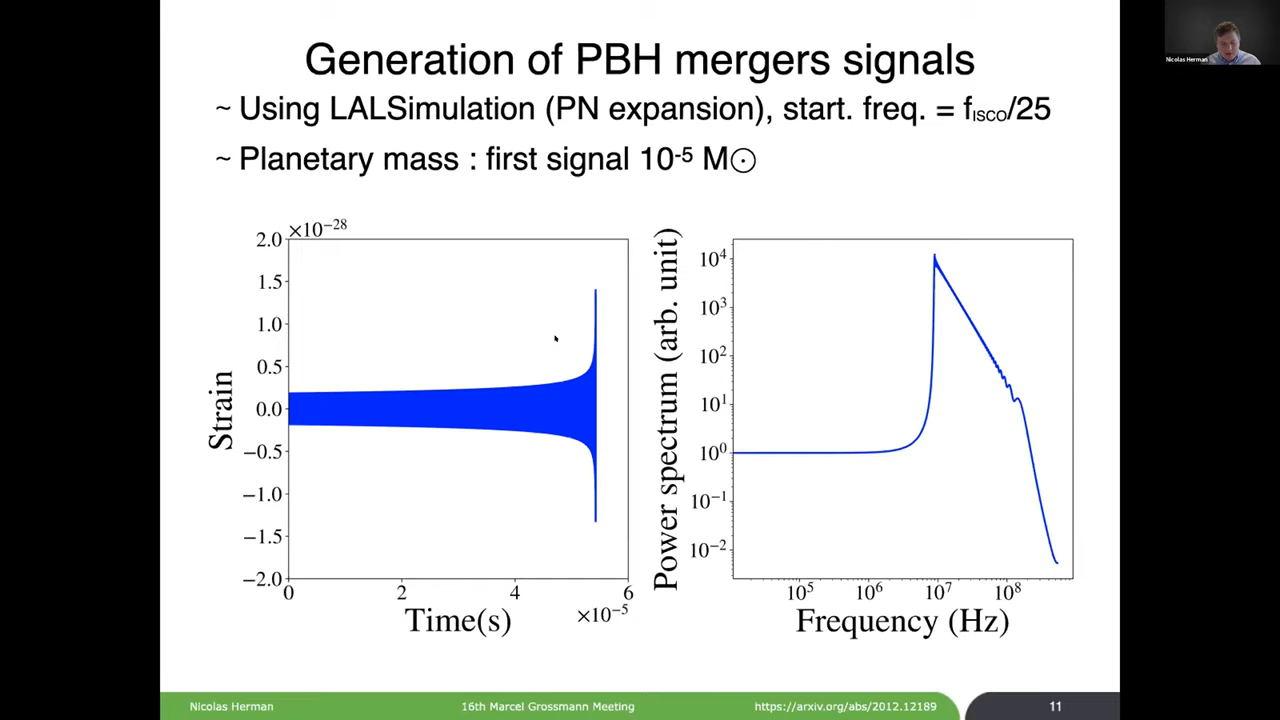 Generation of PBH mergers signals
~ Using LALSimulation (PN expansion), start. freq. = fISCO/25
~ Planetary mass : first signal 10⁻⁵ M⊙
×10⁻²⁸
2.0
1.5
1.0
0.5
0.0
−0.5
−1.0
−1.5
−2.0
Strain
0 2 4 6
×10⁻⁵
Time(s)
Power spectrum (arb. unit)
10⁴
10³
10²
10¹
10⁰
10⁻¹
10⁻²
10⁵ 10⁶ 10⁷ 10⁸
Frequency (Hz)
Nicolas Herman
16th Marcel Grossmann Meeting
https://arxiv.org/abs/2012.12189
11
Nicolas Herman